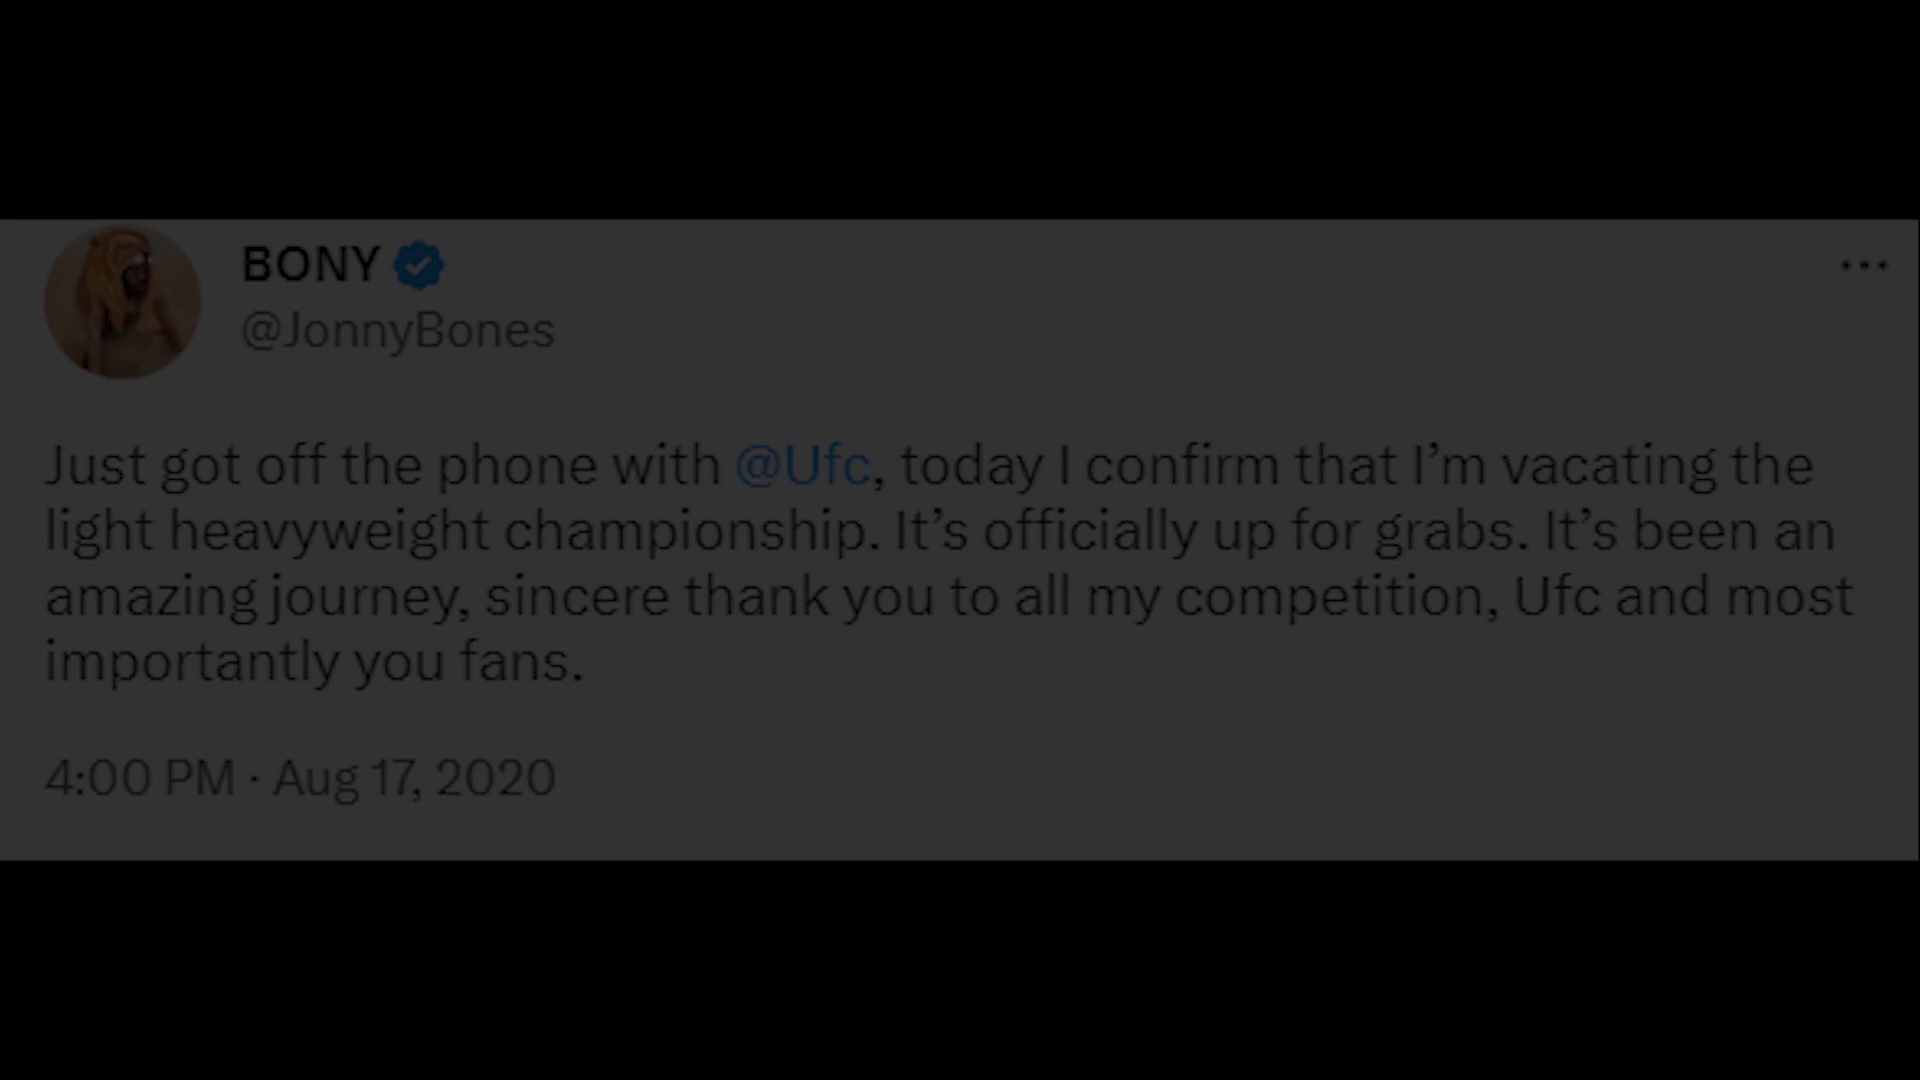 BONY
@JonnyBones
Just got off the phone with @Ufc, today I confirm that I’m vacating the
light heavyweight championship. It’s officially up for grabs. It’s been an
amazing journey, sincere thank you to all my competition, Ufc and most
importantly you fans.
4:00 PM · Aug 17, 2020